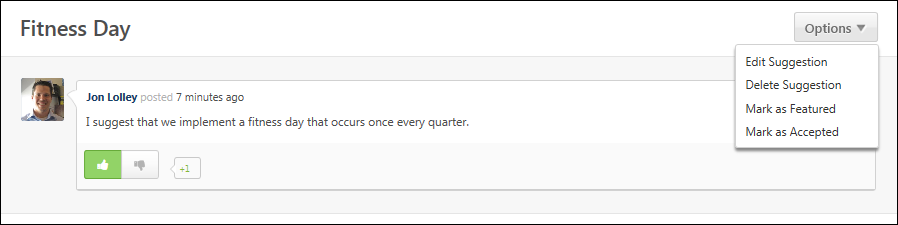 Fitness Day
Options
Edit Suggestion
Delete Suggestion
Mark as Featured
Mark as Accepted
Jon Lolley posted 7 minutes ago
I suggest that we implement a fitness day that occurs once every quarter.
+1